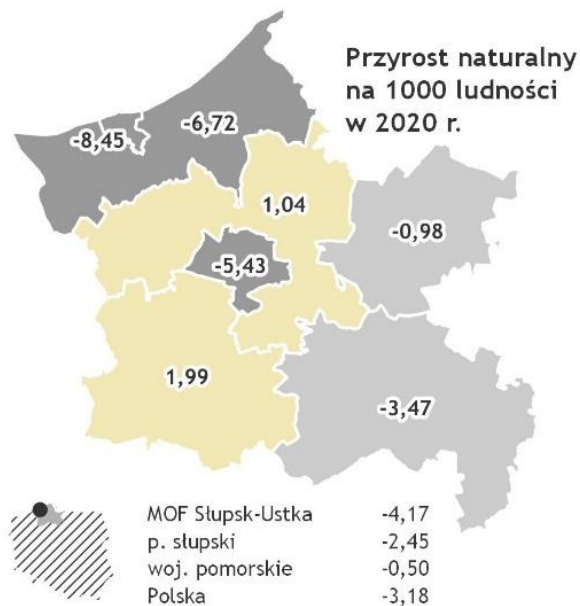 Przyrost naturalny
na 1000 ludności
w 2020 r.
-6,72
-8,45
1,04
-0,98
-5,43
1,99
-3,47
MOF Słupsk-Ustka -4,17
p. słupski -2,45
woj. pomorskie -0,50
Polska -3,18